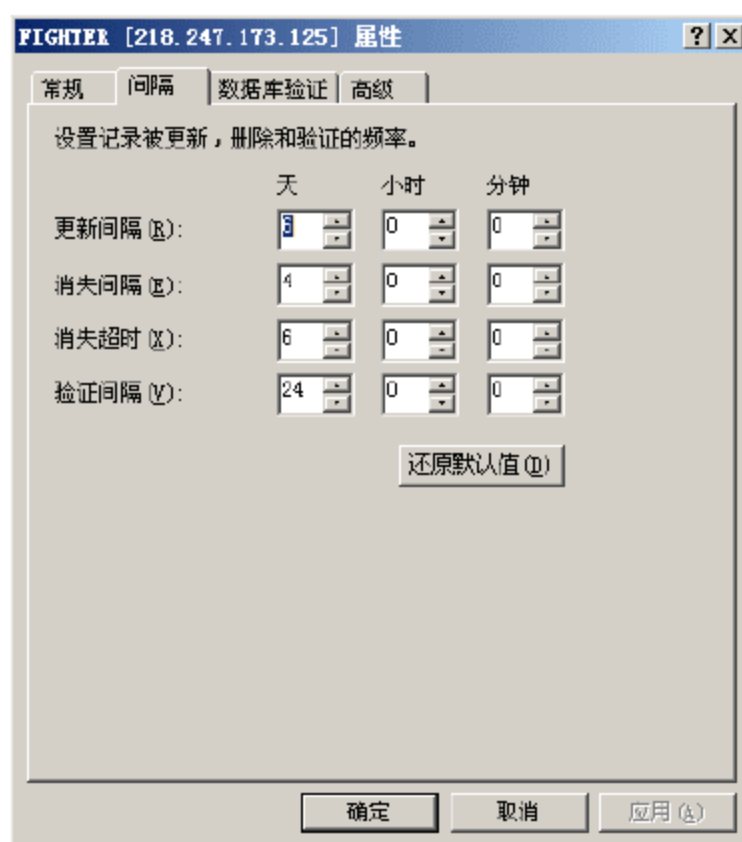 FIGHTER [218.247.173.125] 属性
常规 间隔 数据库验证 高级
设置记录被更新，删除和验证的频率。
天 小时 分钟
更新间隔(R): 6 0 0
消失间隔(E): 4 0 0
消失超时(X): 6 0 0
验证间隔(V): 24 0 0
还原默认值(D)
确定 取消 应用(A)